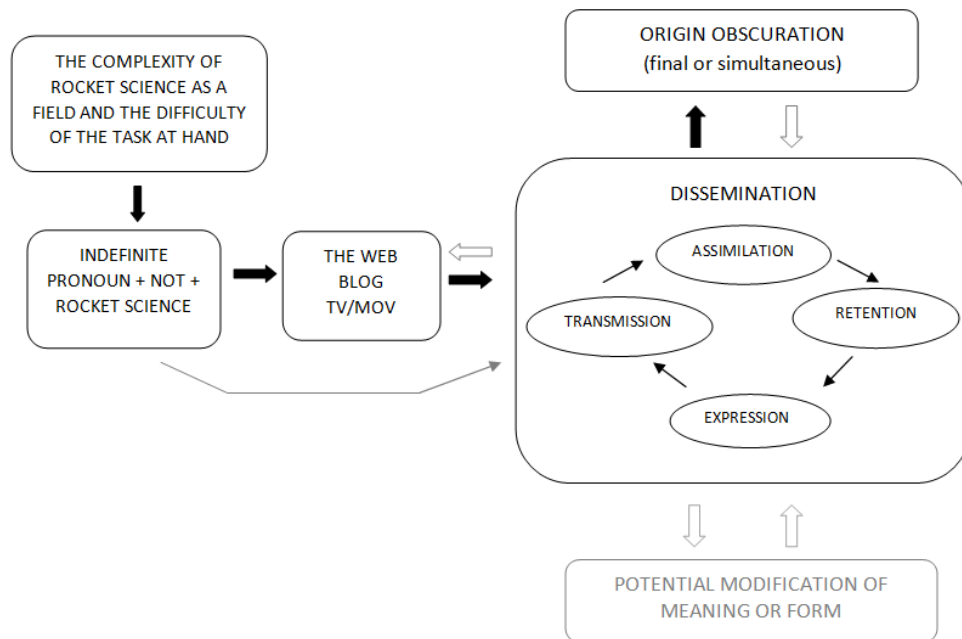 THE COMPLEXITY OF
ROCKET SCIENCE AS A
FIELD AND THE DIFFICULTY
OF THE TASK AT HAND
INDEFINITE
PRONOUN + NOT +
ROCKET SCIENCE
THE WEB
BLOG
TV/MOV
ORIGIN OBSCURATION
(final or simultaneous)
DISSEMINATION
ASSIMILATION
RETENTION
EXPRESSION
TRANSMISSION
POTENTIAL MODIFICATION OF
MEANING OR FORM